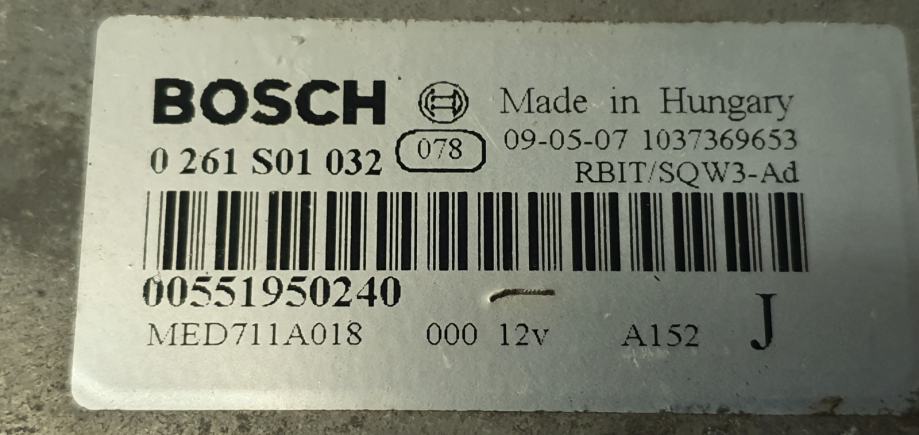 BOSCH Made in Hungary
09-05-07 1037369653
0 261 S01 032 078 RBIT/SQW3-Ad
00551950240
MED711A018 000 12v A152 J